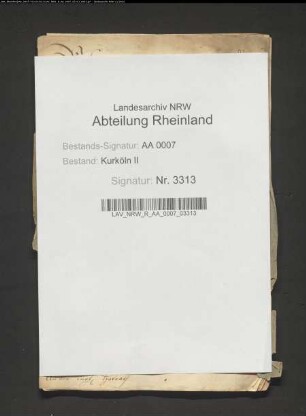 Landesarchiv NRW
Abteilung Rheinland
Bestands-Signatur: AA 0007
Bestand: Kurköln II
Signatur: Nr. 3313
LAV_NRW_R_AA_0007_03313